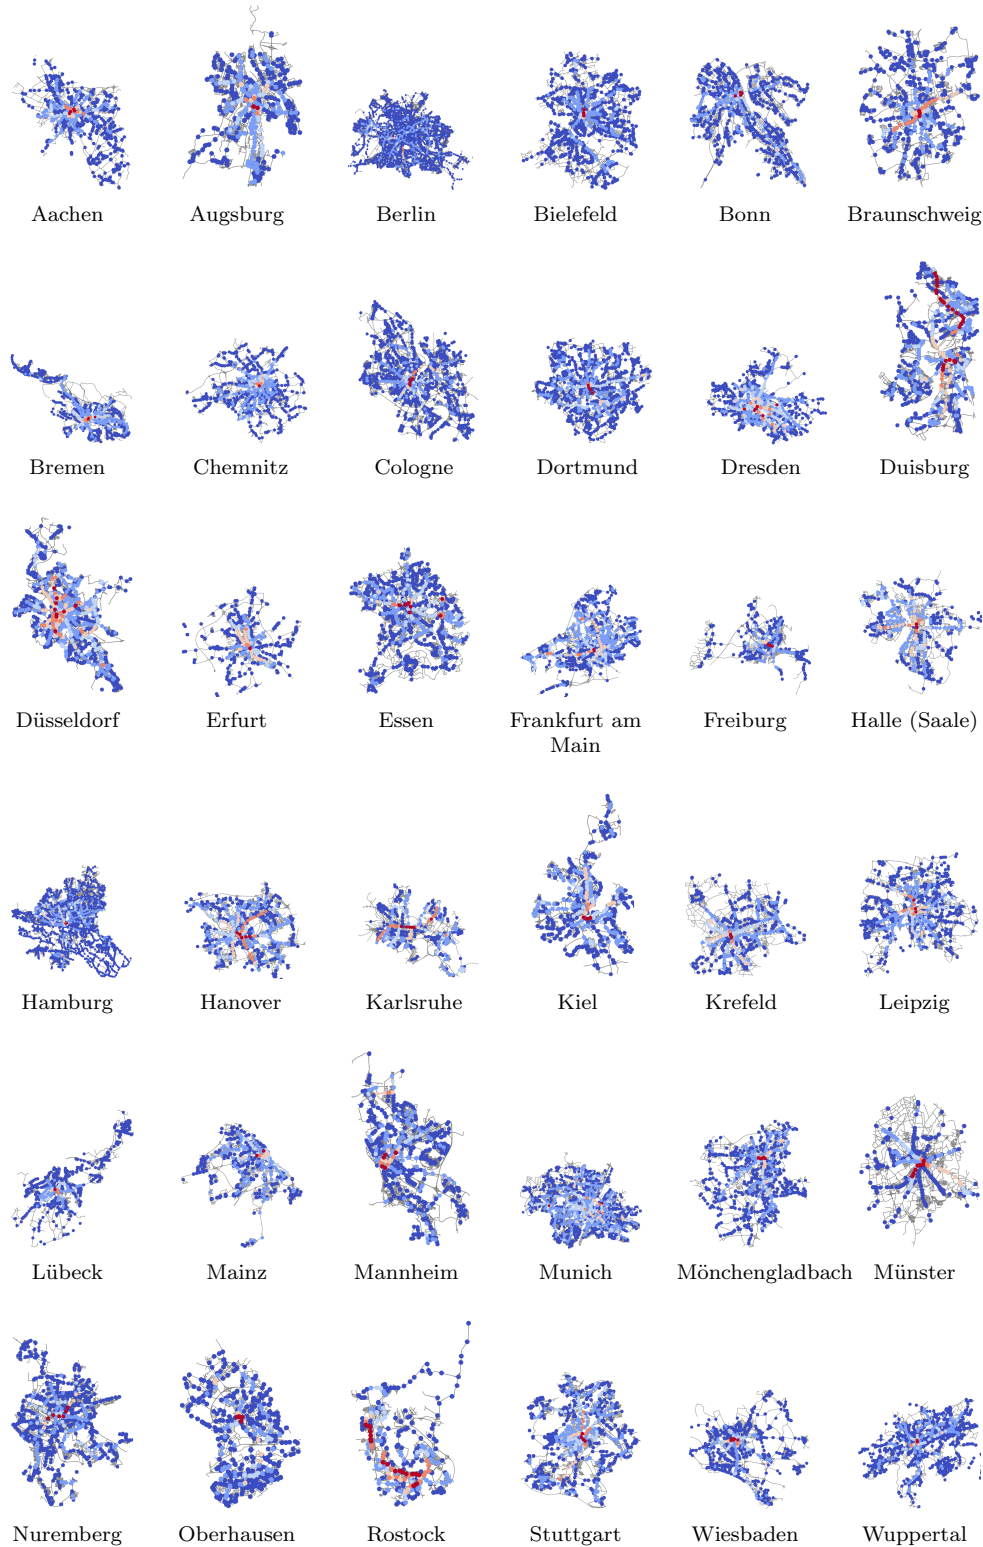 Aachen
Augsburg
Berlin
Bielefeld
Bonn
Braunschweig
Bremen
Chemnitz
Cologne
Dortmund
Dresden
Duisburg
Düsseldorf
Erfurt
Essen
Frankfurt am
Main
Freiburg
Halle (Saale)
Hamburg
Hanover
Karlsruhe
Kiel
Krefeld
Leipzig
Lübeck
Mainz
Mannheim
Munich
Mönchengladbach
Münster
Nuremberg
Oberhausen
Rostock
Stuttgart
Wiesbaden
Wuppertal